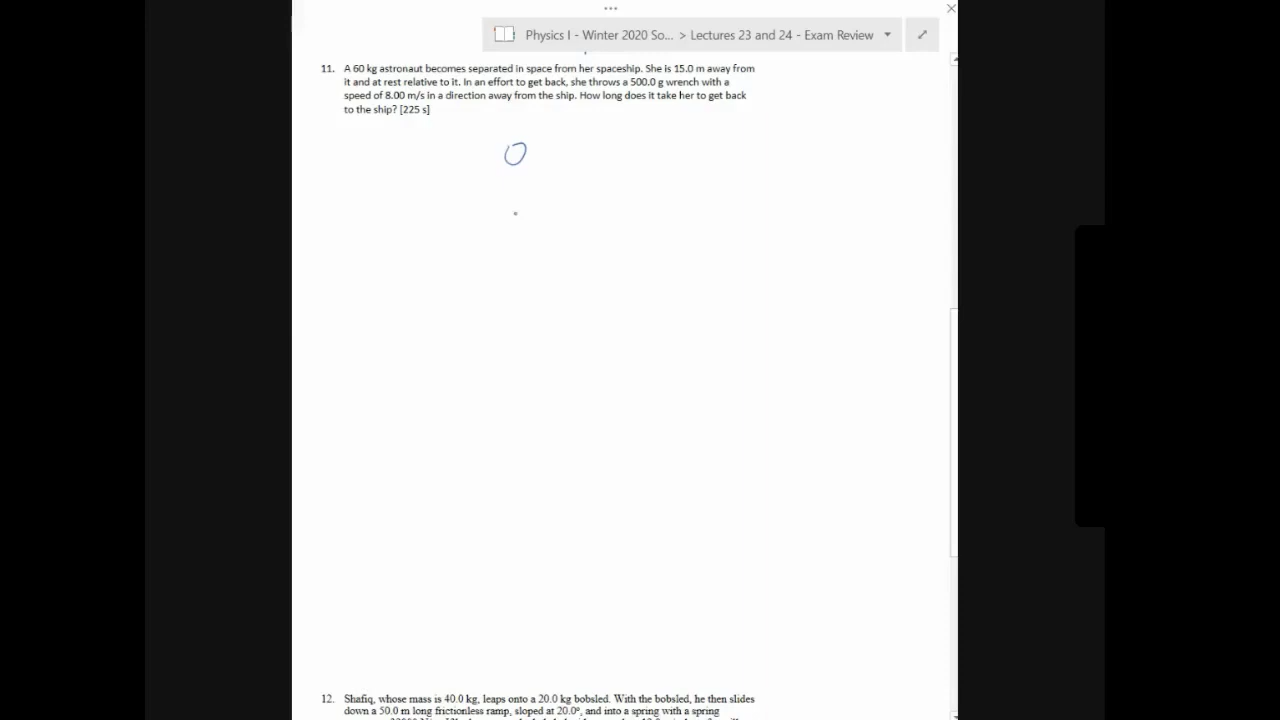 Physics I - Winter 2020 So... > Lectures 23 and 24 - Exam Review
11. A 60 kg astronaut becomes separated in space from her spaceship. She is 15.0 m away from
it and at rest relative to it. In an effort to get back, she throws a 500.0 g wrench with a
speed of 8.00 m/s in a direction away from the ship. How long does it take her to get back
to the ship? [225 s]
12. Shafiq, whose mass is 40.0 kg, leaps onto a 20.0 kg bobsled. With the bobsled, he then slides
down a 50.0 m long frictionless ramp, sloped at 20.0º, and into a spring with a spring